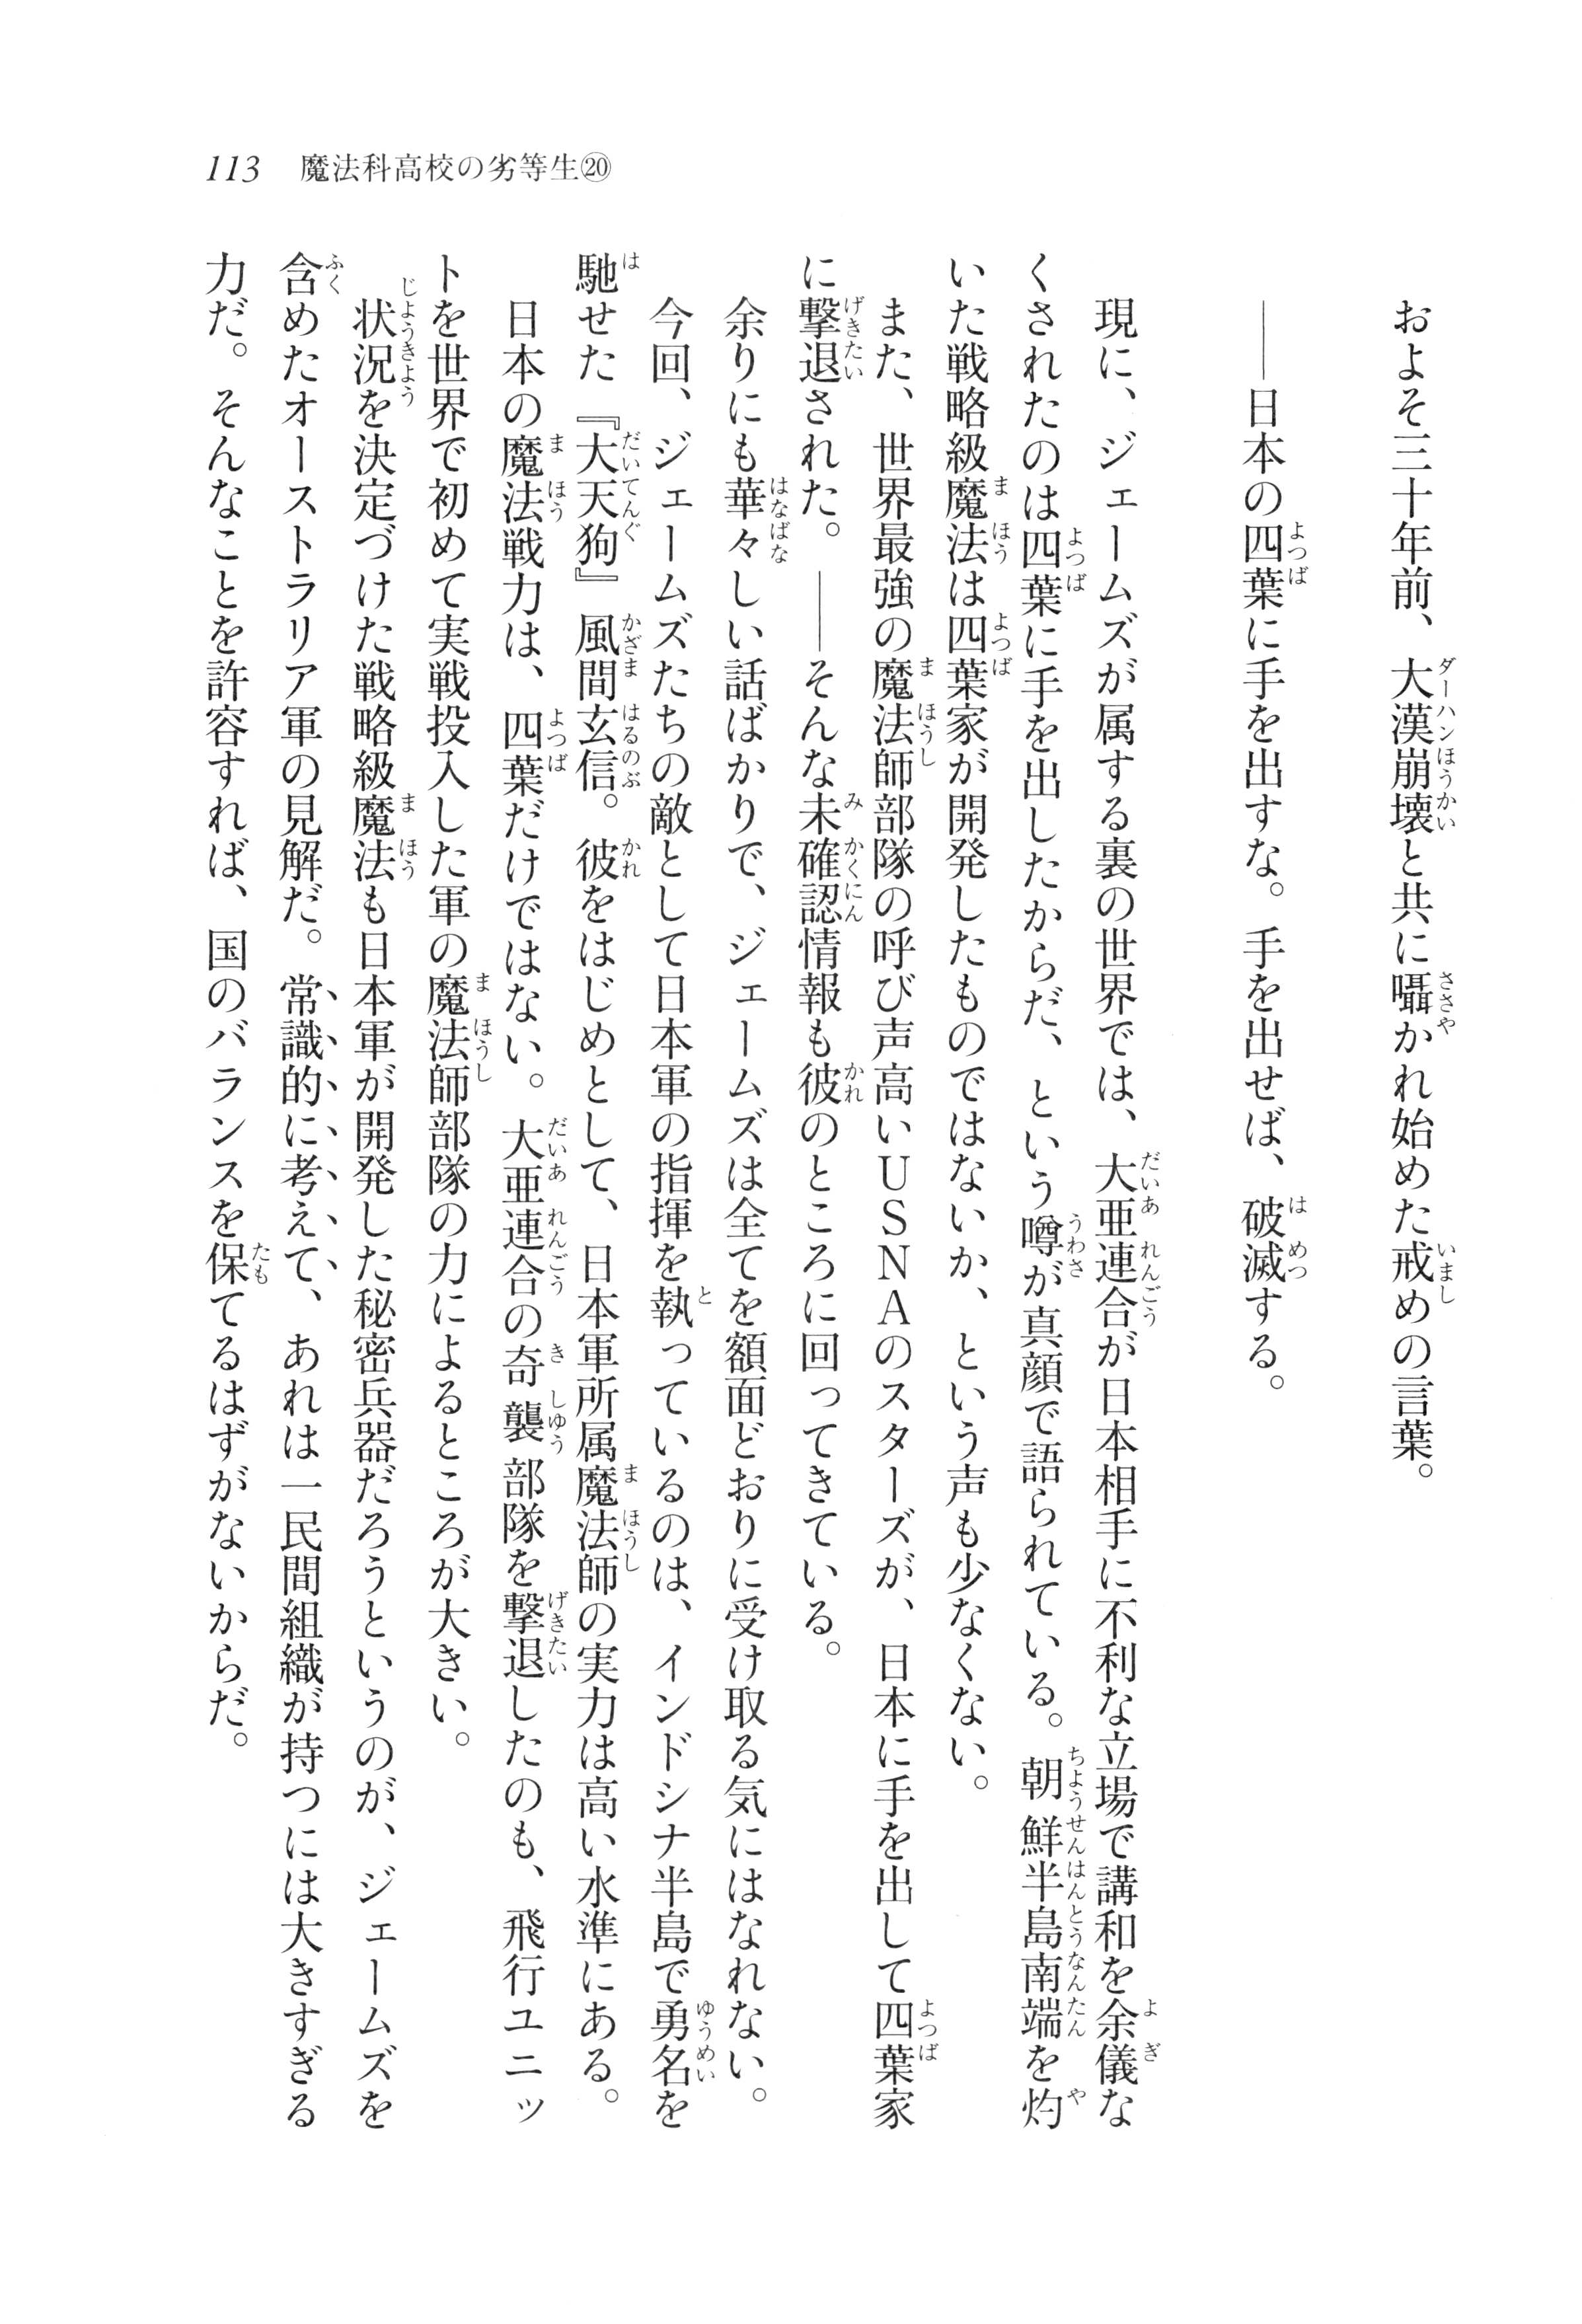 113 魔法科高校の劣等生⑳
およそ三十年前、大漢崩壊と共に囁かれ始めた戒めの言葉。
――日本の四葉に手を出すな。手を出せば、破滅する。
現に、ジェームズが属する裏の世界では、大亜連合が日本相手に不利な立場で講和を余儀な
くされたのは四葉に手を出したからだ、という噂が真顔で語られている。朝鮮半島南端を灼
いた戦略級魔法は四葉家が開発したものではないか、という声も少なくない。
また、世界最強の魔法師部隊の呼び声高いＵＳＮＡのスターズが、日本に手を出して四葉家
に撃退された。――そんな未確認情報も彼のところに回ってきている。
余りにも華々しい話ばかりで、ジェームズは全てを額面どおりに受け取る気にはなれない。
今回、ジェームズたちの敵として日本軍の指揮を執っているのは、インドシナ半島で勇名を
馳せた『大天狗』風間玄信。彼をはじめとして、日本軍所属魔法師の実力は高い水準にある。
日本の魔法戦力は、四葉だけではない。大亜連合の奇襲部隊を撃退したのも、飛行ユニッ
トを世界で初めて実戦投入した軍の魔法師部隊の力によるところが大きい。
状況を決定づけた戦略級魔法も日本軍が開発した秘密兵器だろうというのが、ジェームズを
含めたオーストラリア軍の見解だ。常識的に考えて、あれは一民間組織が持つには大きすぎる
力だ。そんなことを許容すれば、国のバランスを保てるはずがないからだ。